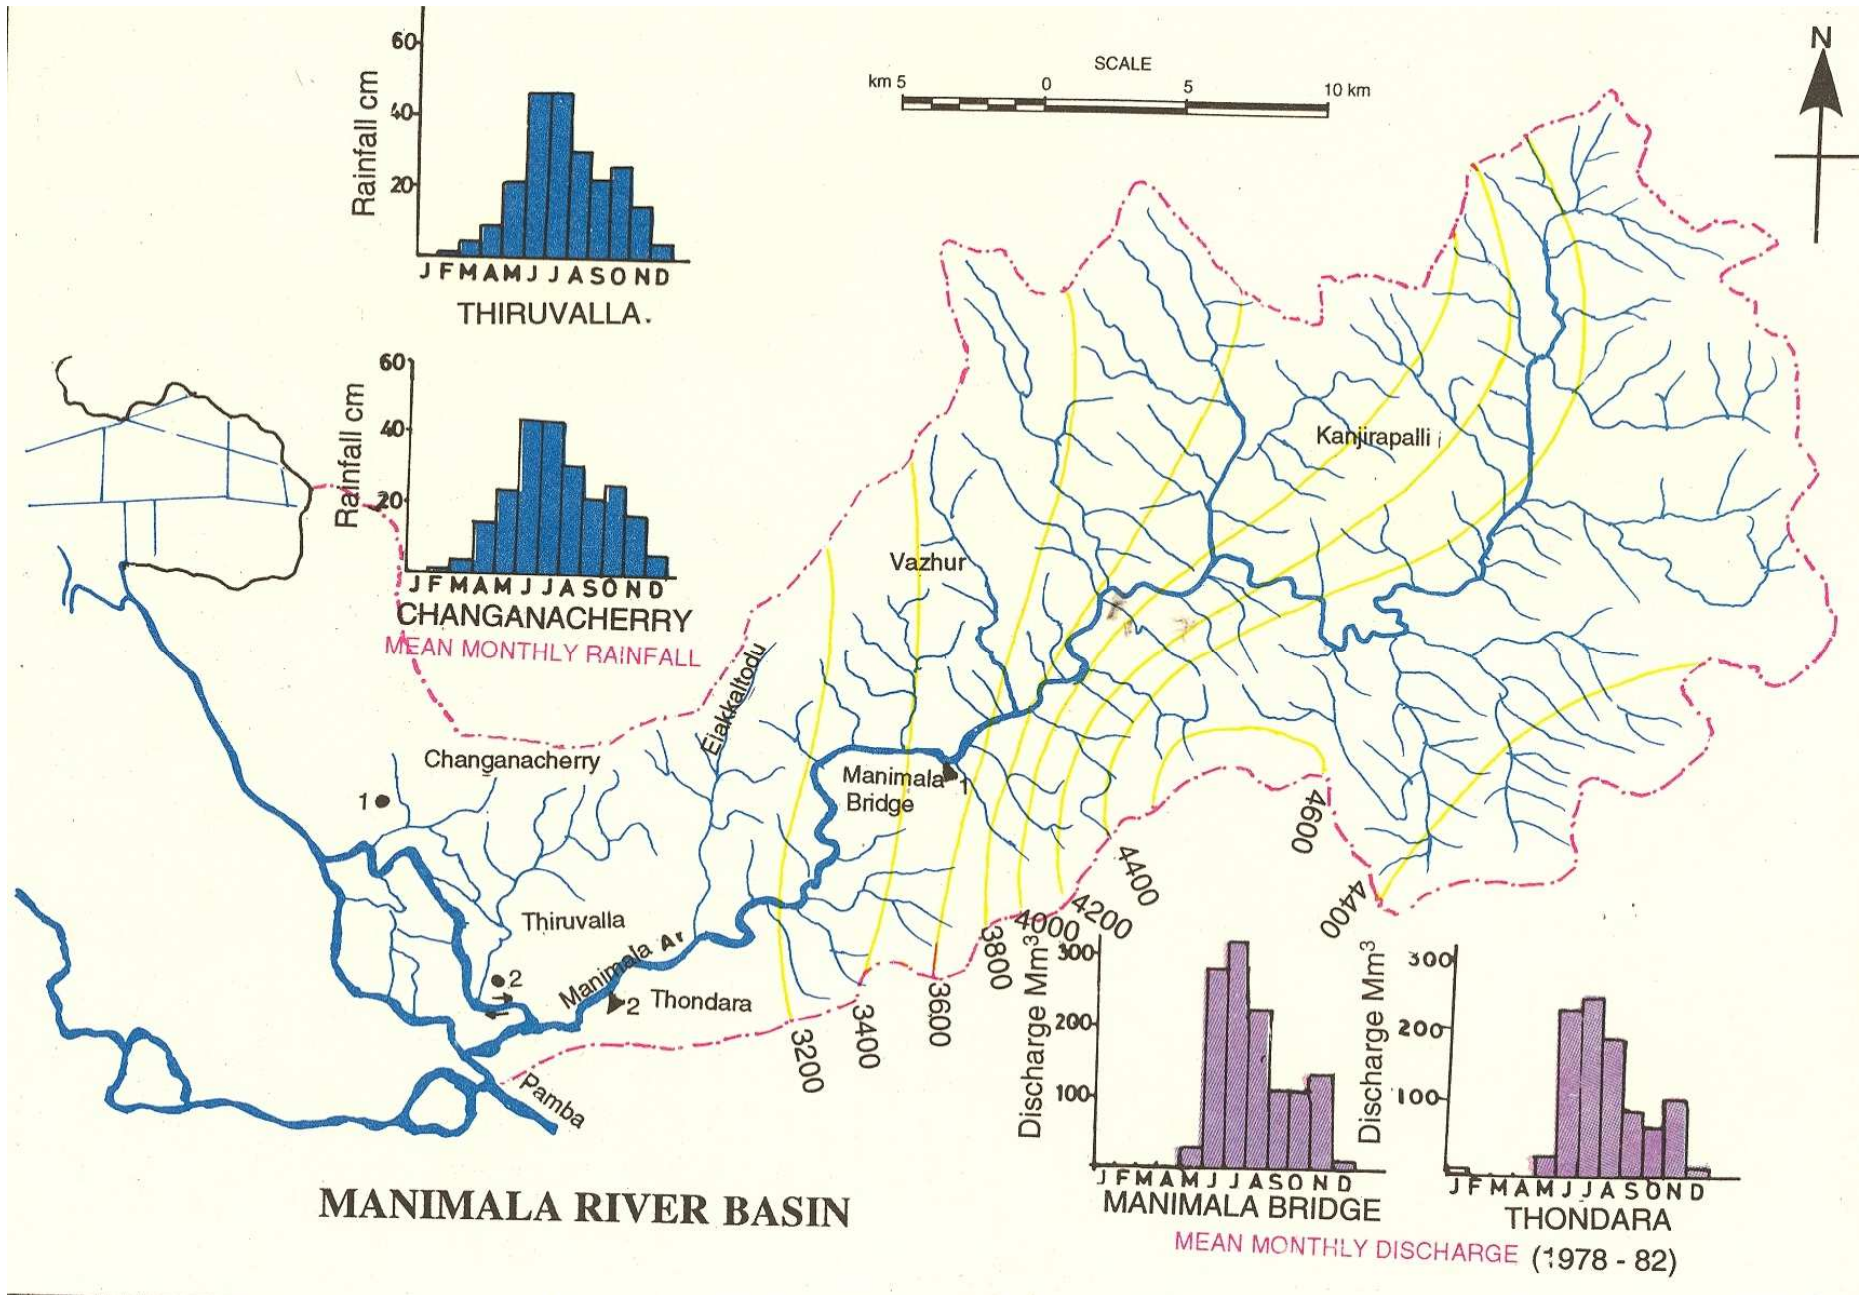 60
40
20
Rainfall cm
J F M A M J J A S O N D
THIRUVALLA.
SCALE
km 5 0 5 10 km
N
60
40
20
Rainfall cm
J F M A M J J A S O N D
CHANGANACHERRY
MEAN MONTHLY RAINFALL
Kanjirapalli
Vazhur
Elakkaltodu
Changanacherry
1
Manimala
Bridge
1
Thiruvalla
2
Manimala Ar
2 Thondara
Pamba
3200
3400
3600
3800
4000
4200
4400
4600
4400
Discharge Mm³
300
200
100
J F M A M J J A S O N D
MANIMALA BRIDGE
Discharge Mm³
300
200
100
J F M A M J J A S O N D
THONDARA
MEAN MONTHLY DISCHARGE (1978 - 82)
MANIMALA RIVER BASIN